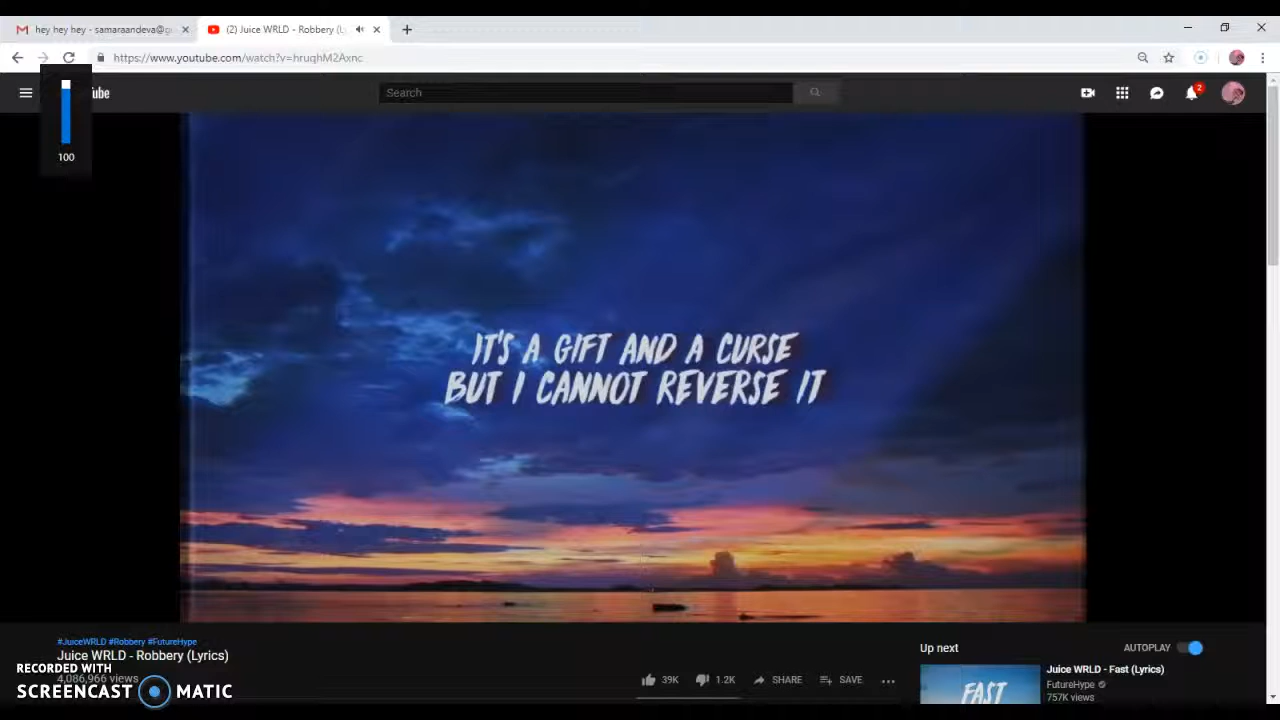 hey hey hey - samaraandeva@g
(2) Juice WRLD - Robbery (L
https://www.youtube.com/watch?v=hruqhM2Axnc
ube
Search
2
100
IT'S A GIFT AND A CURSE
BUT I CANNOT REVERSE IT
#JuiceWRLD #Robbery #FutureHype
Juice WRLD - Robbery (Lyrics)
4,086,966 views
39K
1.2K
SHARE
SAVE
Up next
AUTOPLAY
FAST
Juice WRLD - Fast (Lyrics)
FutureHype
757K views
RECORDED WITH
SCREENCAST MATIC